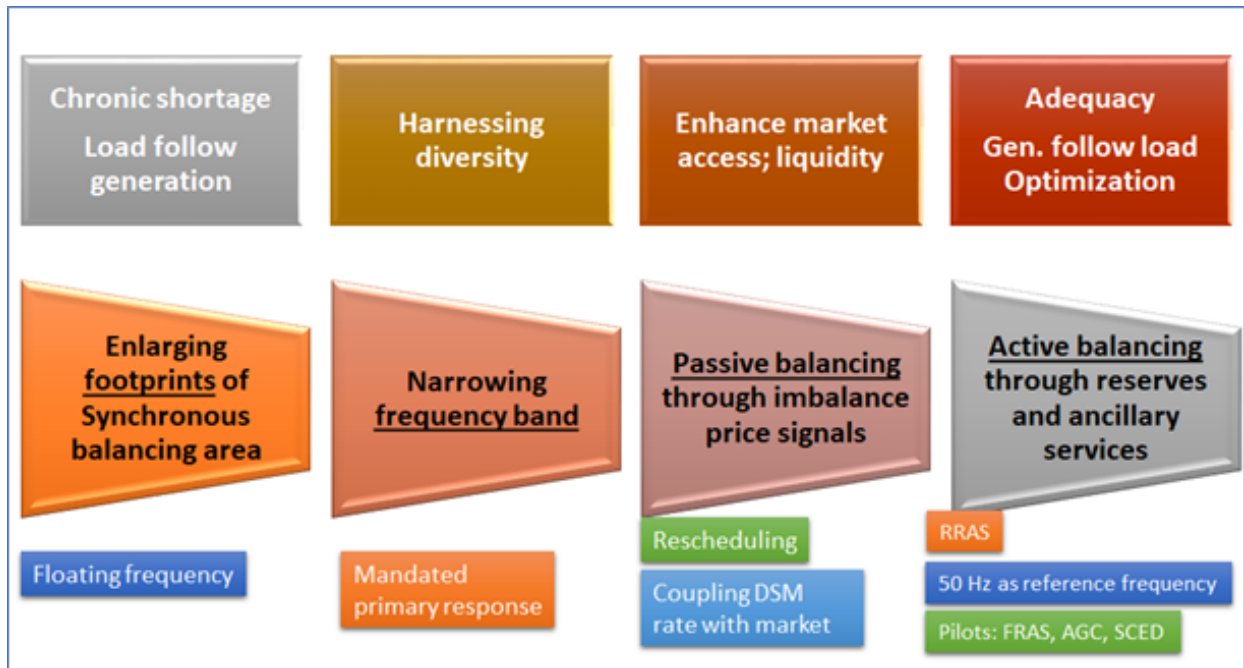 Chronic shortage
Load follow
generation
Harnessing
diversity
Enhance market
access; liquidity
Adequacy
Gen. follow load
Optimization
Enlarging
footprints of
Synchronous
balancing area
Narrowing
frequency band
Passive balancing
through imbalance
price signals
Active balancing
through reserves
and ancillary
services
Floating frequency
Mandated
primary response
Rescheduling
Coupling DSM
rate with market
RRAS
50 Hz as reference frequency
Pilots: FRAS, AGC, SCED